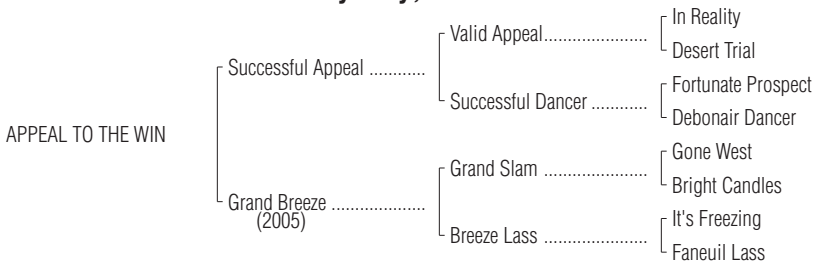 In Reality
Valid Appeal......................
Desert Trial
Successful Appeal ............
Fortunate Prospect
Successful Dancer ............
Debonair Dancer
APPEAL TO THE WIN
Gone West
Grand Slam ......................
Bright Candles
Grand Breeze ....................
(2005)
It's Freezing
Breeze Lass ......................
Faneuil Lass